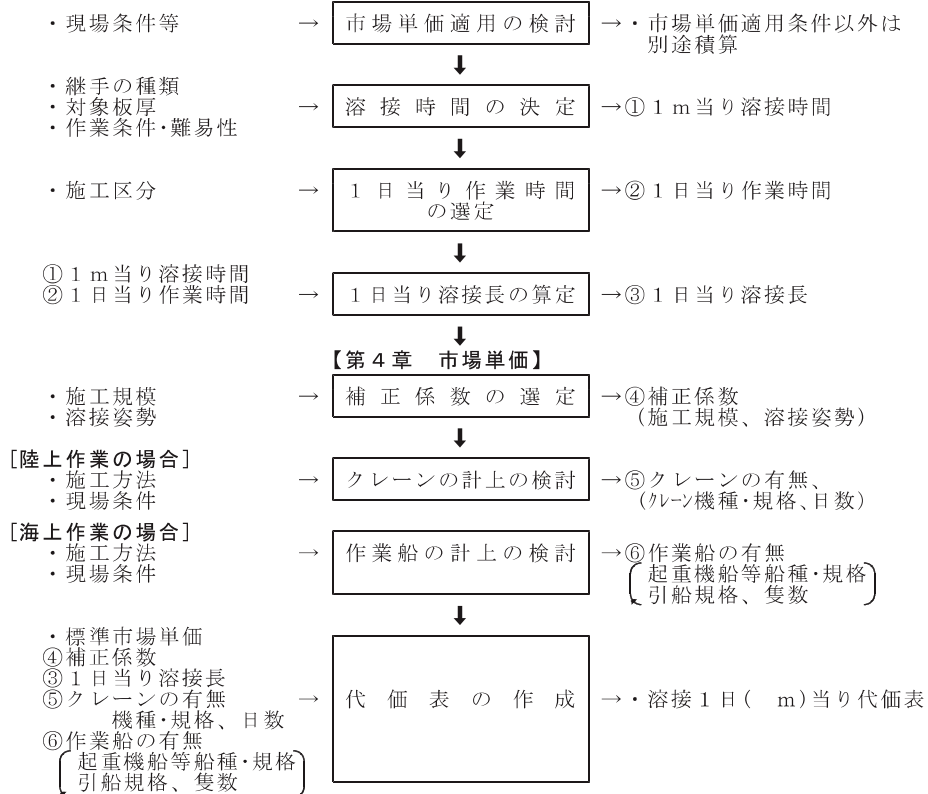 ・現場条件等 → 市場単価適用の検討 →・市場単価適用条件以外は
別途積算
・継手の種類
・対象板厚 → 溶接時間の決定 →①1m当り溶接時間
・作業条件・難易性
・施工区分 → 1日当り作業時間 →②1日当り作業時間
の選定
①1m当り溶接時間
②1日当り作業時間 → 1日当り溶接長の算定 →③1日当り溶接長
【第4章 市場単価】
・施工規模 → 補正係数の選定 →④補正係数
・溶接姿勢 (施工規模、溶接姿勢)
[陸上作業の場合]
・施工方法 → クレーンの計上の検討 →⑤クレーンの有無、
・現場条件 (クレーン機種・規格、日数)
[海上作業の場合]
・施工方法 → 作業船の計上の検討 →⑥作業船の有無
・現場条件 起重機船等船種・規格
引船規格、隻数
・標準市場単価
④補正係数
③1日当り溶接長
⑤クレーンの有無 → 代価表の作成 →・溶接1日( m)当り代価表
機種・規格、日数
⑥作業船の有無
起重機船等船種・規格
引船規格、隻数